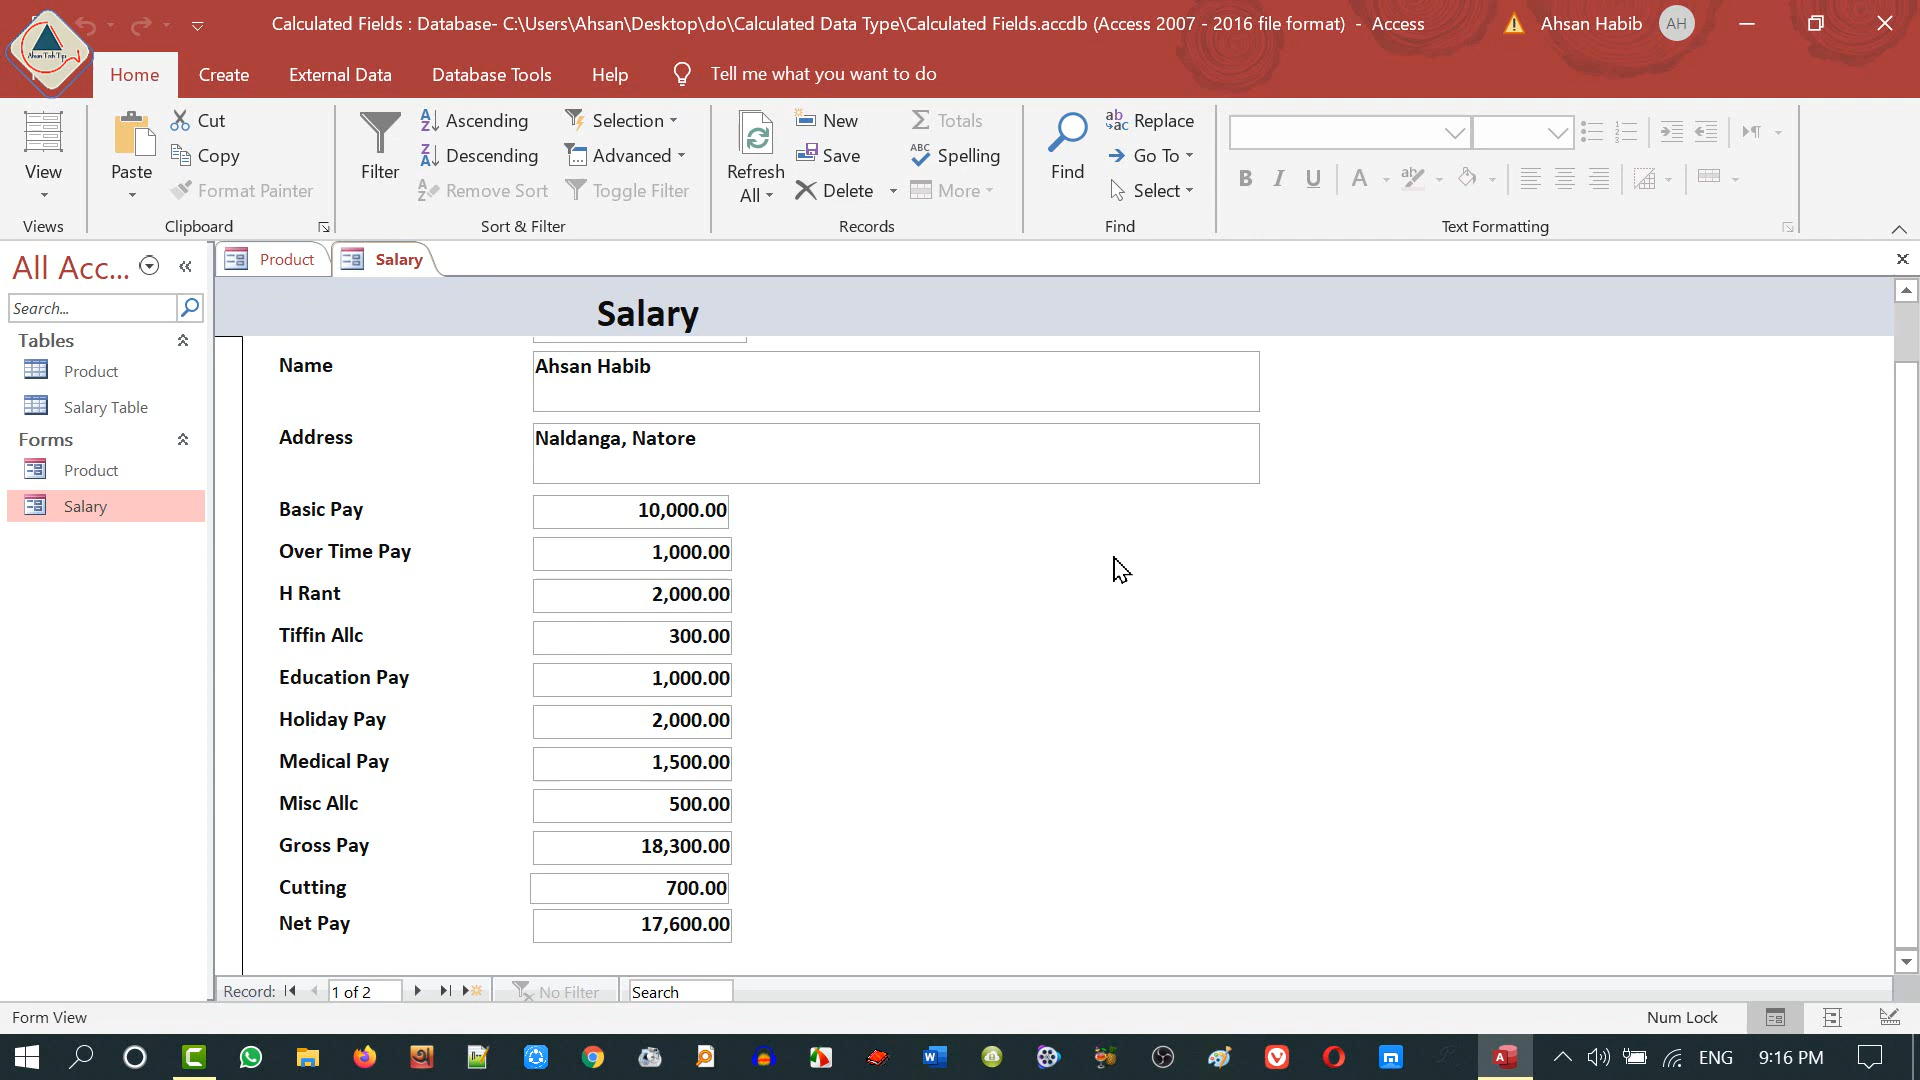 Calculated Fields : Database- C:\Users\Ahsan\Desktop\do\Calculated Data Type\Calculated Fields.accdb (Access 2007 - 2016 file format) - Access
Ahsan Habib AH
Ahsan Tech Tips
Home Create External Data Database Tools Help Tell me what you want to do
View
Views
Paste
Cut
Copy
Format Painter
Clipboard
Filter
Ascending
Descending
Remove Sort
Selection
Advanced
Toggle Filter
Sort & Filter
Refresh
All
New
Save
Delete
Totals
Spelling
More
Records
Find
Replace
Go To
Select
Find
B I U
Text Formatting
All Acc...
Search...
Tables
Product
Salary Table
Forms
Product
Salary
Product Salary
Salary
Name Ahsan Habib
Address Naldanga, Natore
Basic Pay 10,000.00
Over Time Pay 1,000.00
H Rant 2,000.00
Tiffin Allc 300.00
Education Pay 1,000.00
Holiday Pay 2,000.00
Medical Pay 1,500.00
Misc Allc 500.00
Gross Pay 18,300.00
Cutting 700.00
Net Pay 17,600.00
Record: 1 of 2 No Filter Search
Form View Num Lock
ENG 9:16 PM